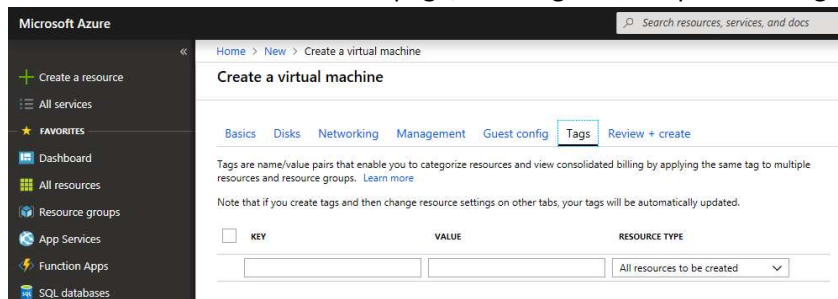 Microsoft Azure
Search resources, services, and docs
«
Home > New > Create a virtual machine
Create a resource
Create a virtual machine
All services
FAVORITES
Basics Disks Networking Management Guest config Tags Review + create
Dashboard
Tags are name/value pairs that enable you to categorize resources and view consolidated billing by applying the same tag to multiple
All resources
resources and resource groups. Learn more
Resource groups
Note that if you create tags and then change resource settings on other tabs, your tags will be automatically updated.
App Services
KEY VALUE RESOURCE TYPE
Function Apps
All resources to be created
SQL databases